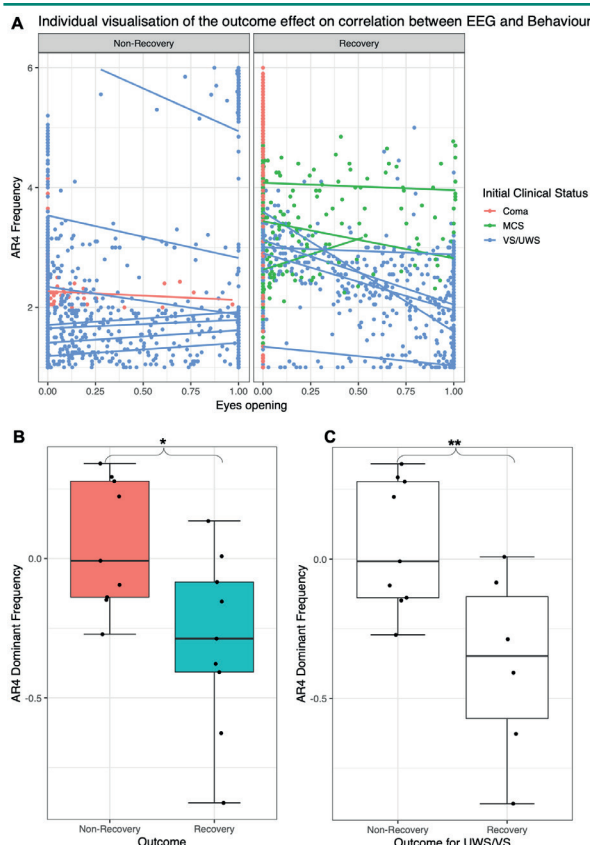 A Individual visualisation of the outcome effect on correlation between EEG and Behaviour
Non-Recovery Recovery
6
4
2
AR4 Frequency
0.00 0.25 0.50 0.75 1.00 0.00 0.25 0.50 0.75 1.00
Eyes opening
Initial Clinical Status
Coma
MCS
VS/UWS
B
*
0.0
-0.5
AR4 Dominant Frequency
Non-Recovery Recovery
Outcome
C
**
0.0
-0.5
AR4 Dominant Frequency
Non-Recovery Recovery
Outcome for UWS/VS